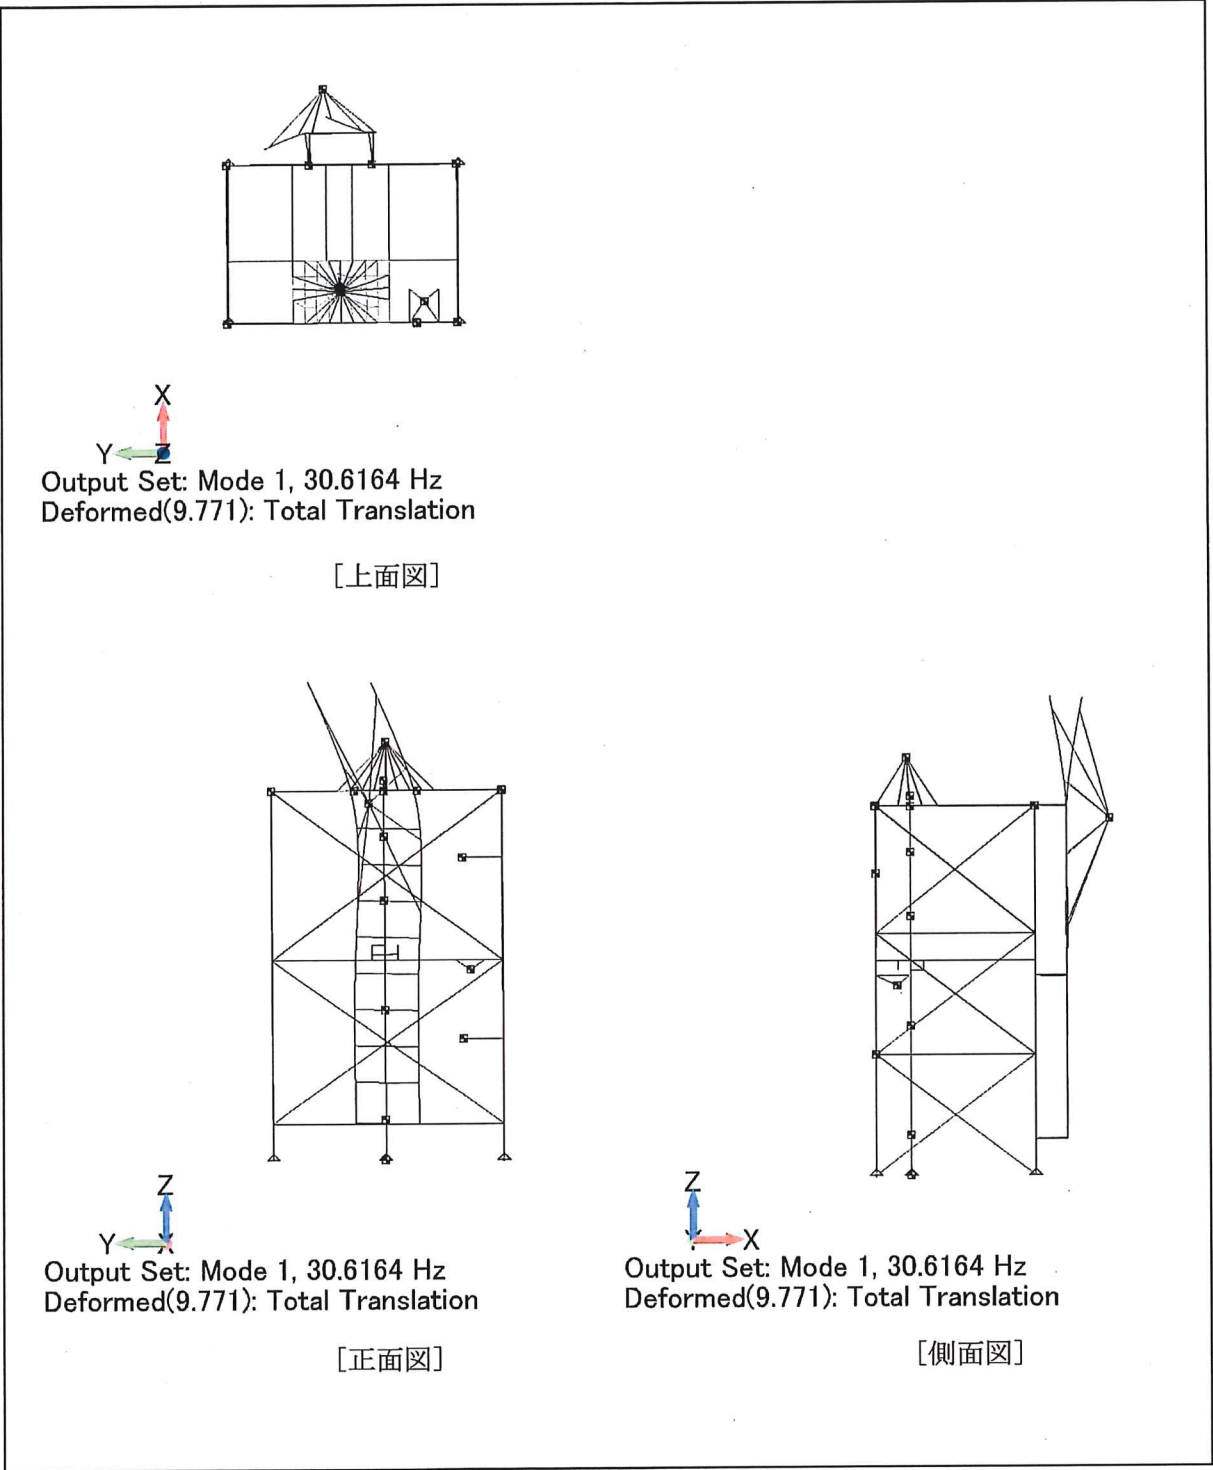 X
Y Z
Output Set: Mode 1, 30.6164 Hz
Deformed(9.771): Total Translation
[上面図]
Z
Y X
Output Set: Mode 1, 30.6164 Hz
Deformed(9.771): Total Translation
[正面図]
Z
Y X
Output Set: Mode 1, 30.6164 Hz
Deformed(9.771): Total Translation
[側面図]